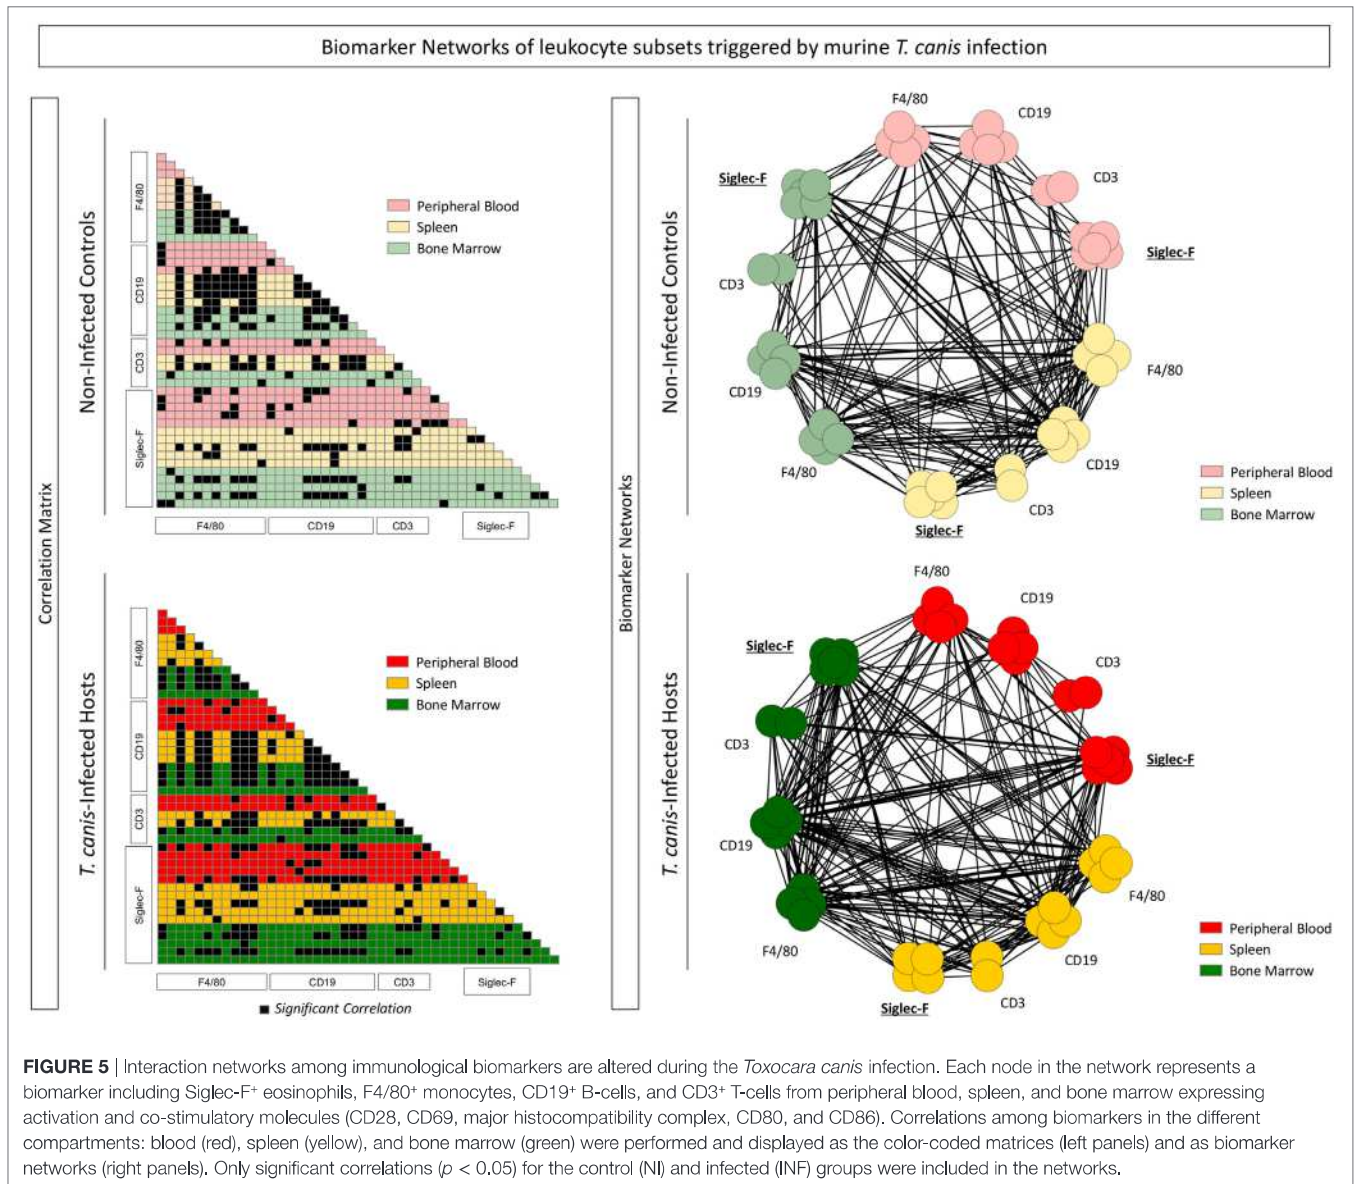 Biomarker Networks of leukocyte subsets triggered by murine T. canis infection
Correlation Matrix
Non-Infected Controls
F4/80
CD19
CD3
Siglec-F
Peripheral Blood
Spleen
Bone Marrow
F4/80
CD19
CD3
Siglec-F
T. canis-Infected Hosts
F4/80
CD19
CD3
Siglec-F
Peripheral Blood
Spleen
Bone Marrow
F4/80
CD19
CD3
Siglec-F
Significant Correlation
Biomarker Networks
Non-Infected Controls
F4/80
CD19
CD3
Siglec-F
F4/80
CD19
CD3
Siglec-F
F4/80
CD19
CD3
Siglec-F
Peripheral Blood
Spleen
Bone Marrow
T. canis-Infected Hosts
F4/80
CD19
CD3
Siglec-F
F4/80
CD19
CD3
Siglec-F
F4/80
CD19
CD3
Siglec-F
Peripheral Blood
Spleen
Bone Marrow
FIGURE 5 | Interaction networks among immunological biomarkers are altered during the Toxocara canis infection. Each node in the network represents a
biomarker including Siglec-F⁺ eosinophils, F4/80⁺ monocytes, CD19⁺ B-cells, and CD3⁺ T-cells from peripheral blood, spleen, and bone marrow expressing
activation and co-stimulatory molecules (CD28, CD69, major histocompatibility complex, CD80, and CD86). Correlations among biomarkers in the different
compartments: blood (red), spleen (yellow), and bone marrow (green) were performed and displayed as the color-coded matrices (left panels) and as biomarker
networks (right panels). Only significant correlations (p < 0.05) for the control (NI) and infected (INF) groups were included in the networks.